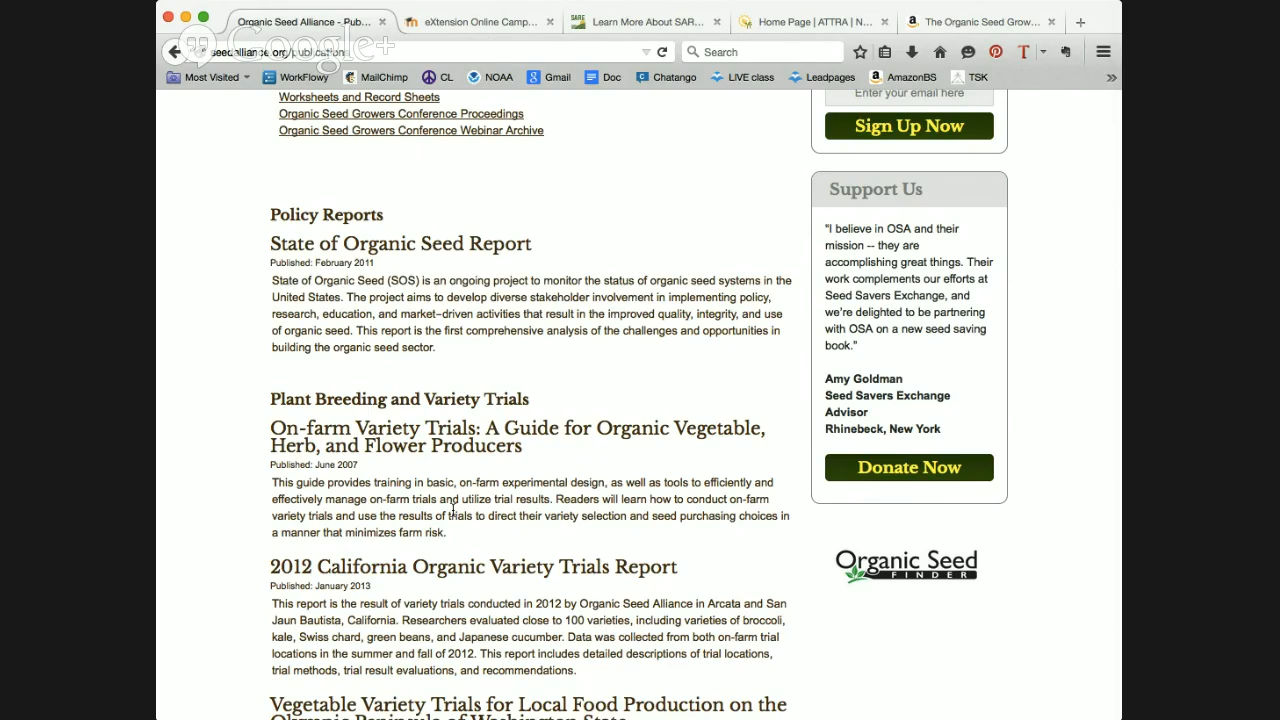 Organic Seed Alliance - Pub...
eXtension Online Camp...
Learn More About SAR...
Home Page | ATTRA | N...
The Organic Seed Grow...
Google+
seedalliance.org/publications
Search
Most Visited
WorkFlowy
MailChimp
CL
NOAA
Gmail
Doc
Chatango
LIVE class
Leadpages
AmazonBS
TSK
Worksheets and Record Sheets
Organic Seed Growers Conference Proceedings
Organic Seed Growers Conference Webinar Archive
Policy Reports
State of Organic Seed Report
Published: February 2011
State of Organic Seed (SOS) is an ongoing project to monitor the status of organic seed systems in the
United States. The project aims to develop diverse stakeholder involvement in implementing policy,
research, education, and market-driven activities that result in the improved quality, integrity, and use
of organic seed. This report is the first comprehensive analysis of the challenges and opportunities in
building the organic seed sector.
Plant Breeding and Variety Trials
On-farm Variety Trials: A Guide for Organic Vegetable,
Herb, and Flower Producers
Published: June 2007
This guide provides training in basic, on-farm experimental design, as well as tools to efficiently and
effectively manage on-farm trials and utilize trial results. Readers will learn how to conduct on-farm
variety trials and use the results of trials to direct their variety selection and seed purchasing choices in
a manner that minimizes farm risk.
2012 California Organic Variety Trials Report
Published: January 2013
This report is the result of variety trials conducted in 2012 by Organic Seed Alliance in Arcata and San
Jaun Bautista, California. Researchers evaluated close to 100 varieties, including varieties of broccoli,
kale, Swiss chard, green beans, and Japanese cucumber. Data was collected from both on-farm trial
locations in the summer and fall of 2012. This report includes detailed descriptions of trial locations,
trial methods, trial result evaluations, and recommendations.
Vegetable Variety Trials for Local Food Production on the
Olympic Peninsula of Washington State
Enter your email here
Sign Up Now
Support Us
"I believe in OSA and their
mission -- they are
accomplishing great things. Their
work complements our efforts at
Seed Savers Exchange, and
we're delighted to be partnering
with OSA on a new seed saving
book."
Amy Goldman
Seed Savers Exchange
Advisor
Rhinebeck, New York
Donate Now
Organic Seed
FINDER